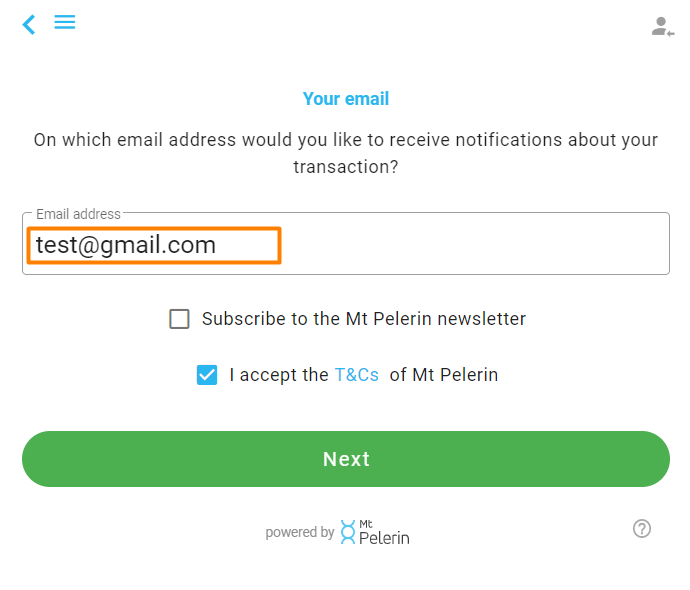 Your email
On which email address would you like to receive notifications about your
transaction?
Email address
test@gmail.com
Subscribe to the Mt Pelerin newsletter
I accept the T&Cs of Mt Pelerin
Next
powered by Mt Pelerin
?